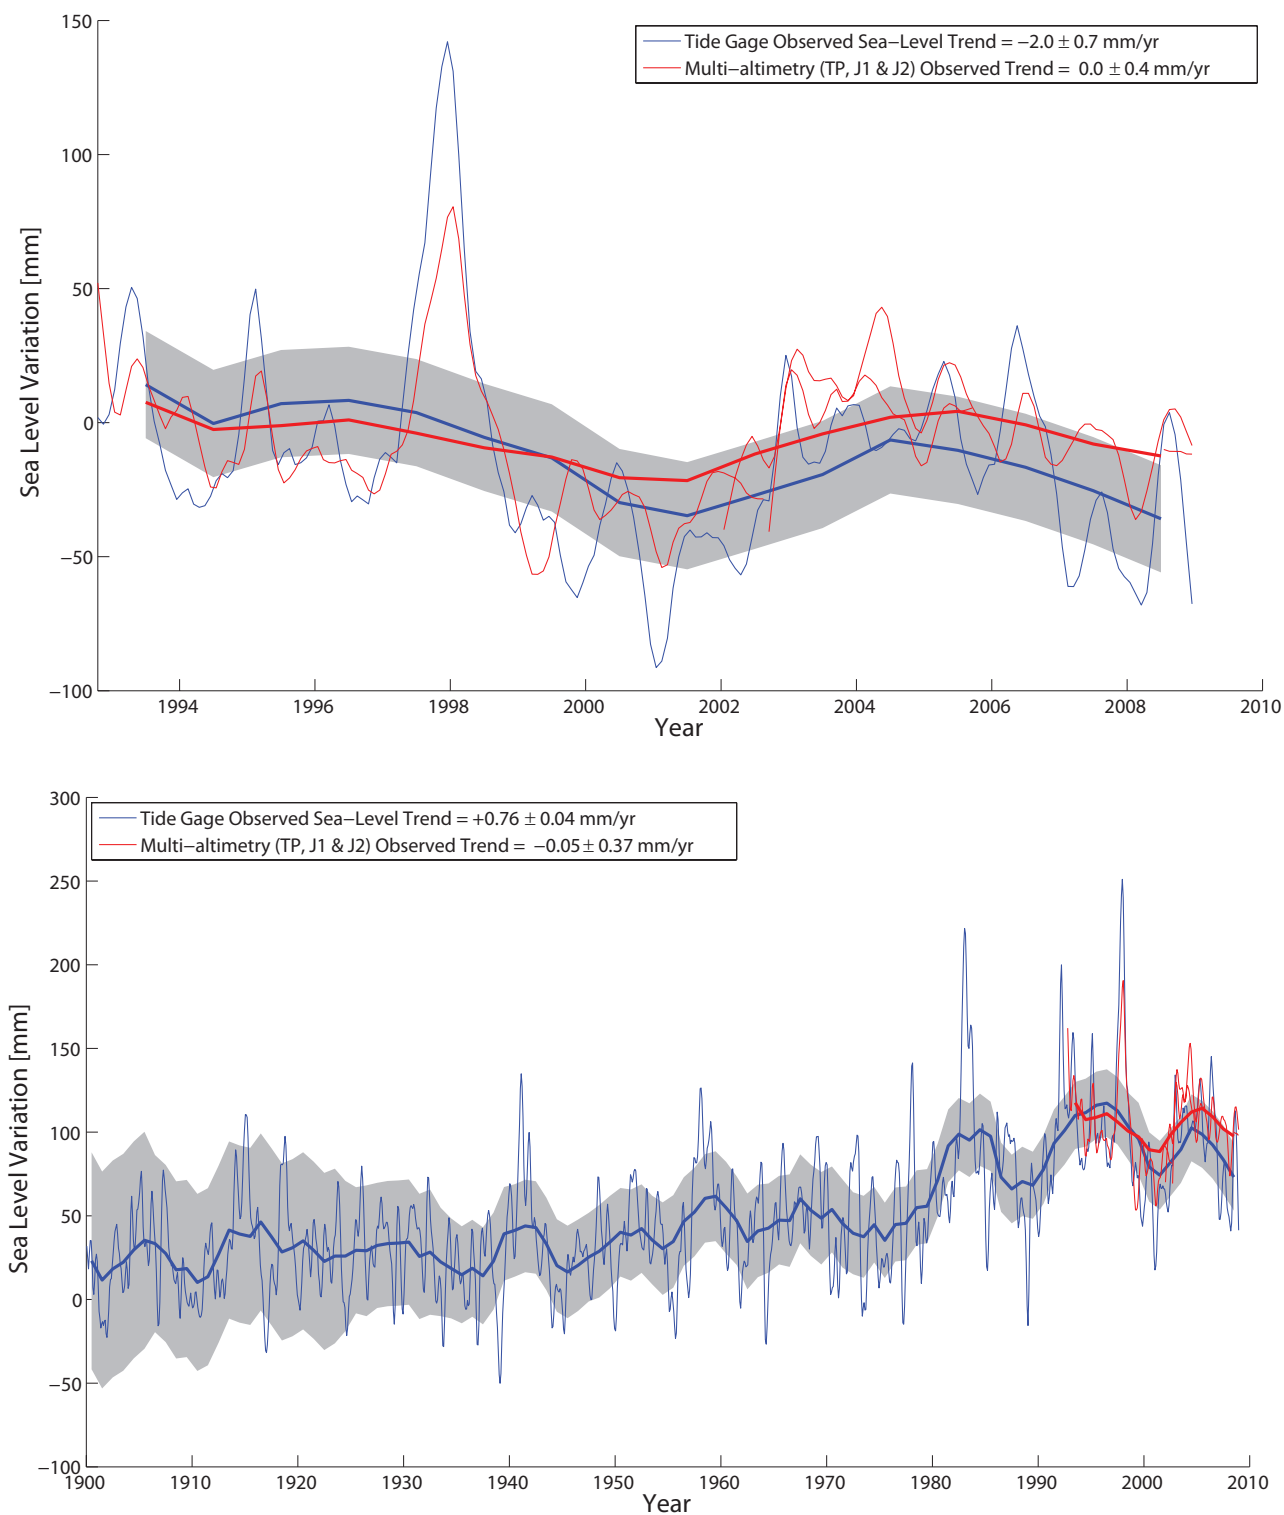 150
100
50
0
−50
−100
Sea Level Variation [mm]
Tide Gage Observed Sea−Level Trend = −2.0 ± 0.7 mm/yr
Multi−altimetry (TP, J1 & J2) Observed Trend = 0.0 ± 0.4 mm/yr
1994 1996 1998 2000 2002 2004 2006 2008 2010
Year
300
250
200
150
100
50
0
−50
−100
Sea Level Variation [mm]
Tide Gage Observed Sea−Level Trend = +0.76 ± 0.04 mm/yr
Multi−altimetry (TP, J1 & J2) Observed Trend = −0.05 ± 0.37 mm/yr
1900 1910 1920 1930 1940 1950 1960 1970 1980 1990 2000 2010
Year